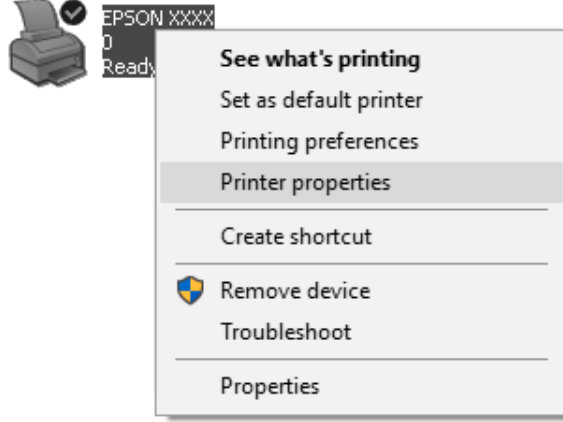 EPSON XXXX
0
Ready
See what's printing
Set as default printer
Printing preferences
Printer properties
Create shortcut
Remove device
Troubleshoot
Properties